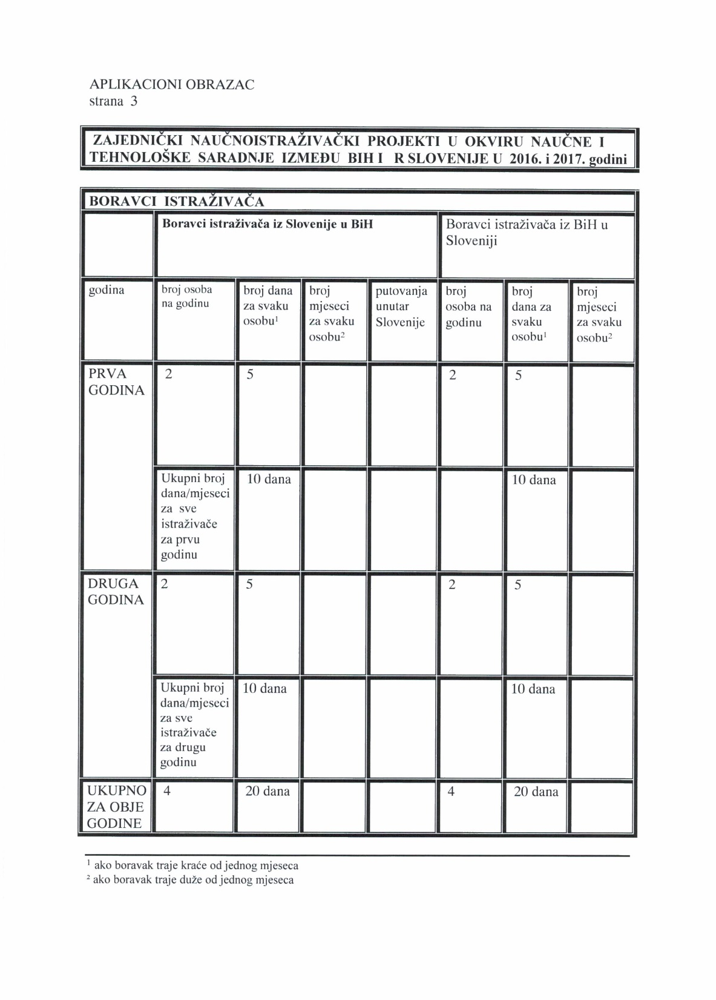 APLIKACIONI OBRAZAC
strana 3
ZAJEDNIČKI NAUČNOISTRAŽIVAČKI PROJEKTI U OKVIRU NAUČNE I
TEHNOLOŠKE SARADNJE IZMEĐU BIH I R SLOVENIJE U 2016. i 2017. godini
BORAVCI ISTRAŽIVAČA
Boravci istraživača iz Slovenije u BiH
Boravci istraživača iz BiH u
Sloveniji
godina
broj osoba
na godinu
broj dana
za svaku
osobu¹
broj
mjeseci
za svaku
osobu²
putovanja
unutar
Slovenije
broj
osoba na
godinu
broj
dana za
svaku
osobu¹
broj
mjeseci
za svaku
osobu²
PRVA
GODINA
2
5
2
5
Ukupni broj
dana/mjeseci
za sve
istraživače
za prvu
godinu
10 dana
10 dana
DRUGA
GODINA
2
5
2
5
Ukupni broj
dana/mjeseci
za sve
istraživače
za drugu
godinu
10 dana
10 dana
UKUPNO
ZA OBJE
GODINE
4
20 dana
4
20 dana
¹ ako boravak traje kraće od jednog mjeseca
² ako boravak traje duže od jednog mjeseca